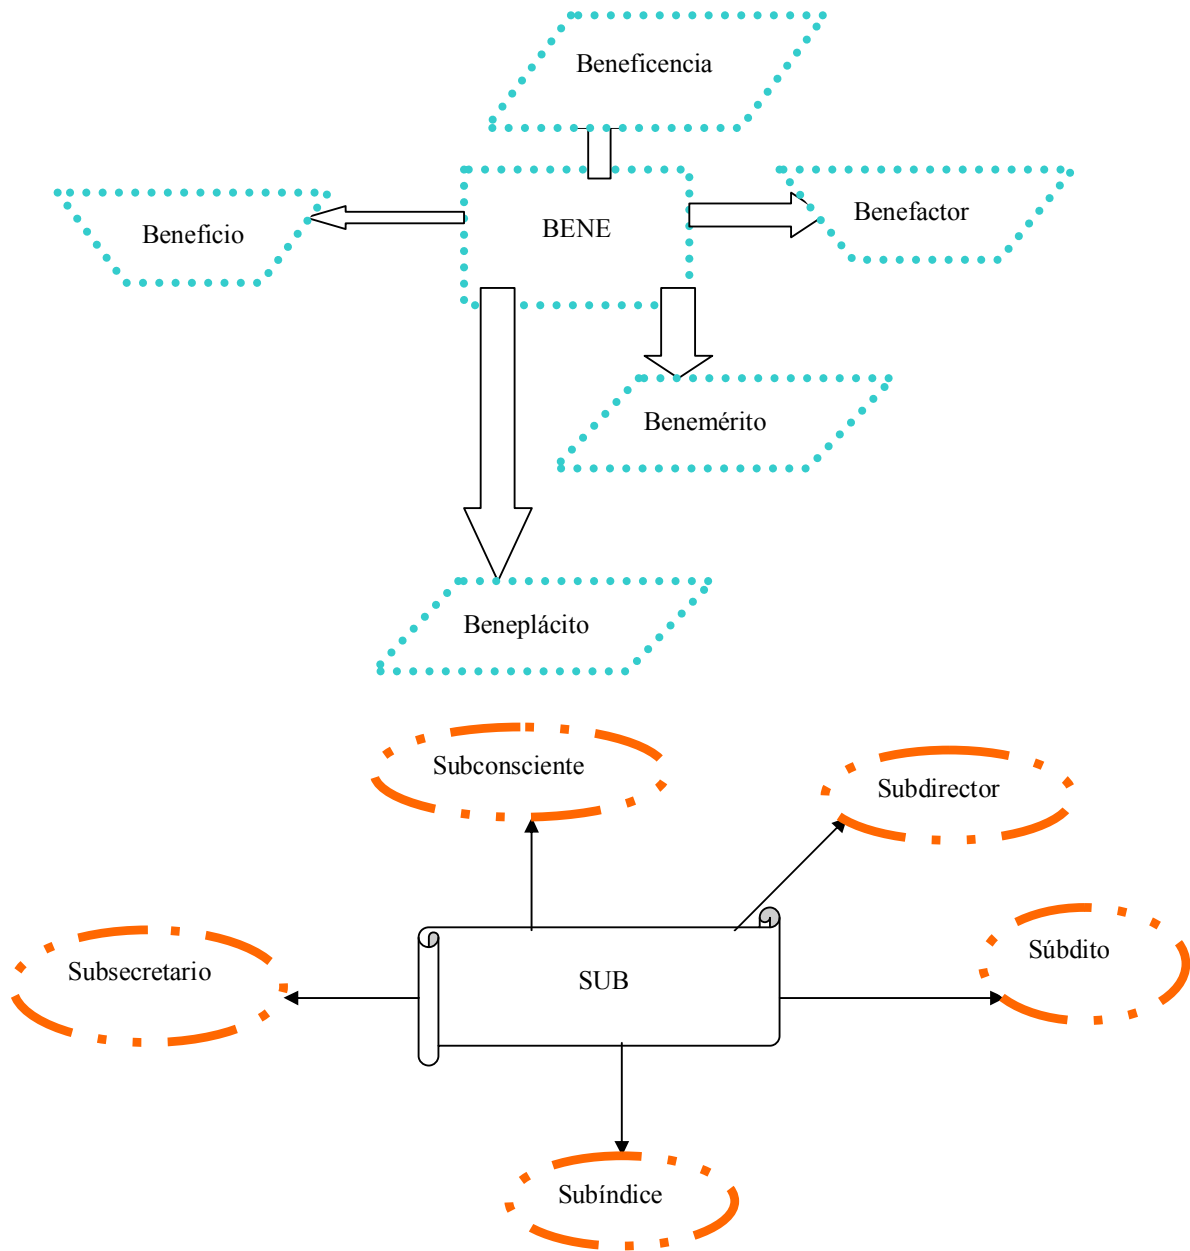 Beneficencia
Beneficio
BENE
Benefactor
Benemérito
Beneplácito
Subconsciente
Subdirector
Subsecretario
SUB
Súbdito
Subíndice